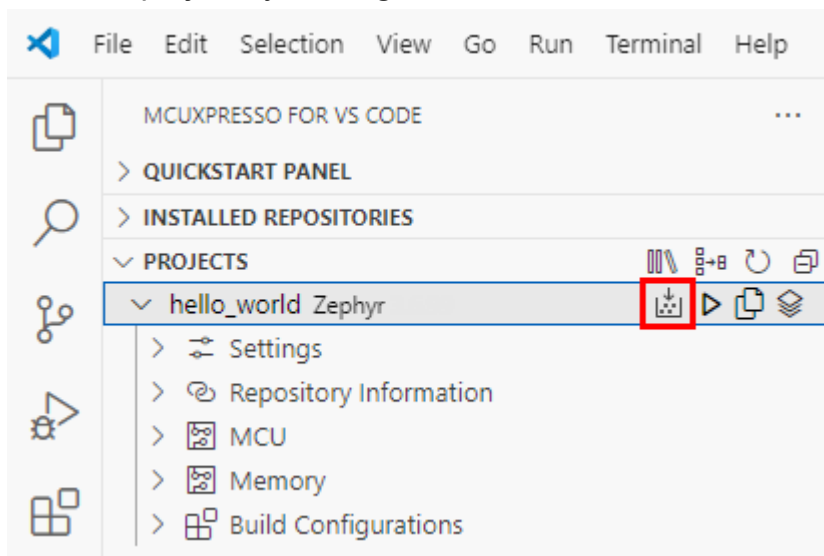 File Edit Selection View Go Run Terminal Help
MCUXPRESSO FOR VS CODE
QUICKSTART PANEL
INSTALLED REPOSITORIES
PROJECTS
hello_world Zephyr
Settings
Repository Information
MCU
Memory
Build Configurations